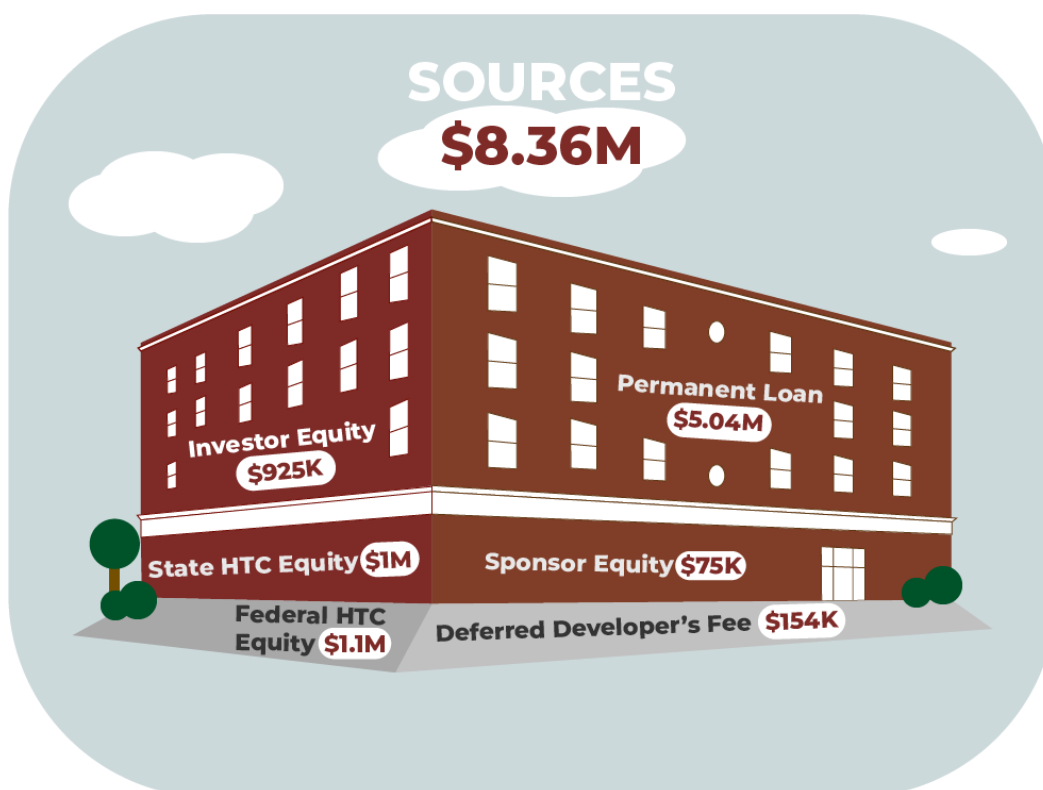 SOURCES
$8.36M
Permanent Loan
$5.04M
Investor Equity
$925K
State HTC Equity $1M
Sponsor Equity $75K
Federal HTC
Equity $1.1M
Deferred Developer’s Fee $154K